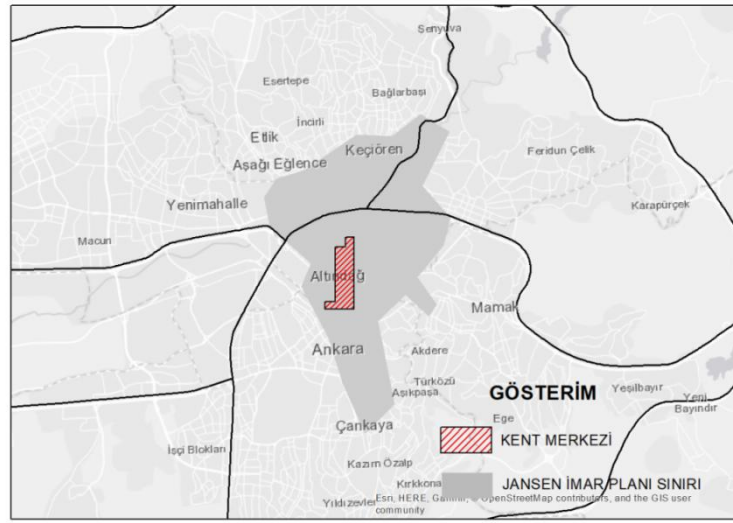 Senyuva
Esertepe
Bağlarbaşı
İncirli
Etlik
Keçiören
Feridun Çelik
Aşağı Eğlence
Yenimahalle
Karapürçek
Macun
Altındağ
Mamak
Ankara
Akdere
Türközü
Aşıkpaşa
GÖSTERİM
Yeşilbayır
Yeni
Bayındır
Ege
Çankaya
KENT MERKEZİ
İşçi Blokları
Kazım Özalp
Kırkkona
JANSEN İMAR PLANI SINIRI
Yıldızevler
Esri, HERE, Garmin, © OpenStreetMap contributors, and the GIS user
community